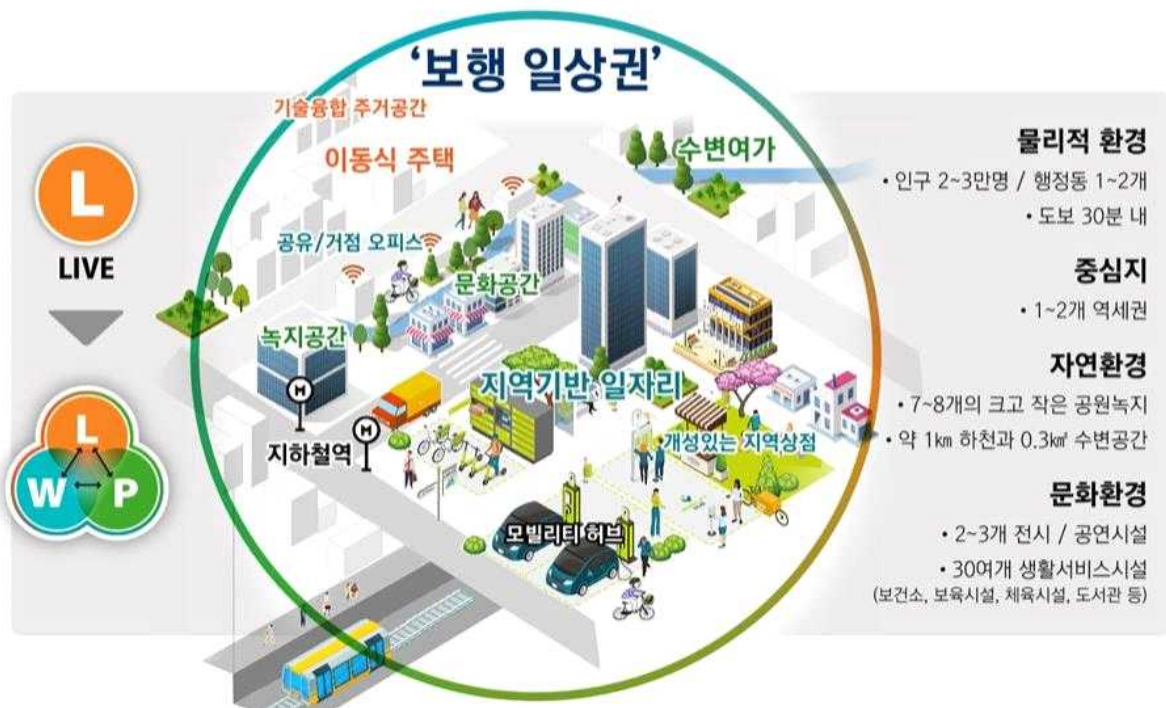 ‘보행 일상권’
기술융합 주거공간
이동식 주택
수변여가
공유/거점 오피스
문화공간
녹지공간
지역기반 일자리
개성있는 지역상점
지하철역
모빌리티 허브
M
M
L
LIVE
L
W P
물리적 환경
• 인구 2~3만명 / 행정동 1~2개
• 도보 30분 내
중심지
• 1~2개 역세권
자연환경
• 7~8개의 크고 작은 공원녹지
• 약 1㎞ 하천과 0.3㎢ 수변공간
문화환경
• 2~3개 전시 / 공연시설
• 30여개 생활서비스시설
(보건소, 보육시설, 체육시설, 도서관 등)